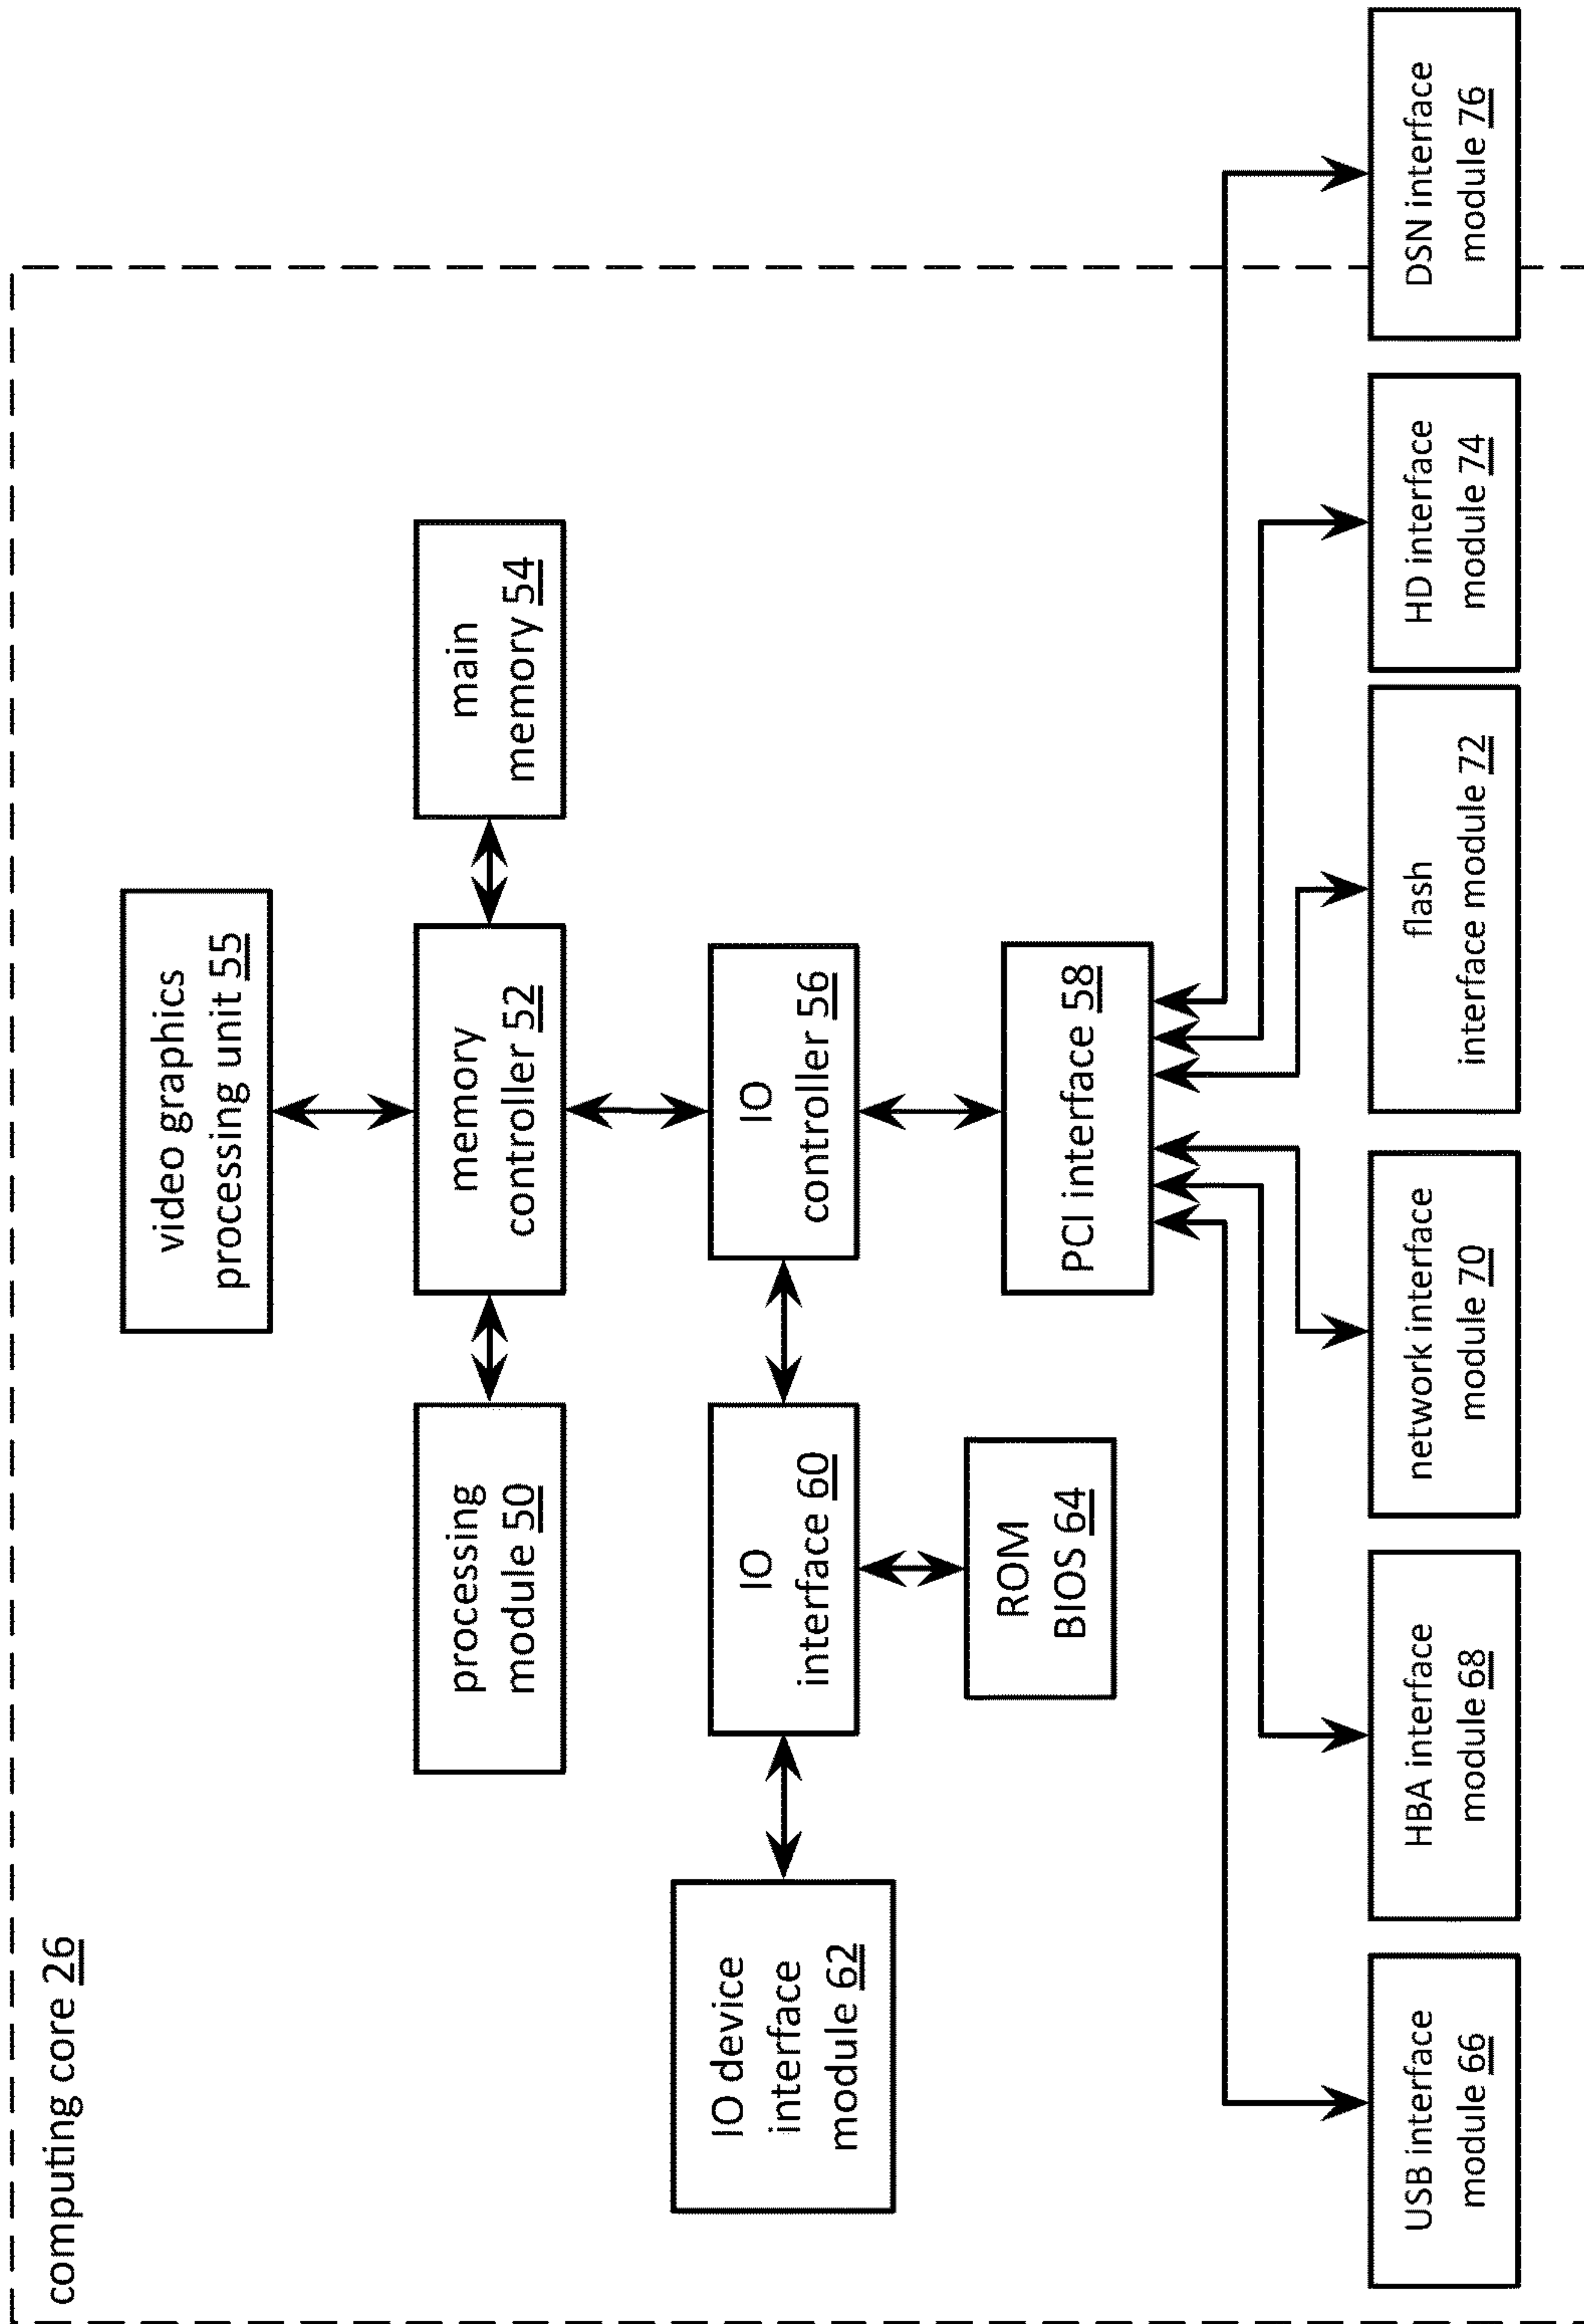 computing core 26
video graphics
processing unit 55
processing
module 50
memory
controller 52
main
memory 54
IO device
interface
module 62
IO
interface 60
IO
controller 56
ROM
BIOS 64
PCI interface 58
USB interface
module 66
HBA interface
module 68
network interface
module 70
flash
interface module 72
HD interface
module 74
DSN interface
module 76